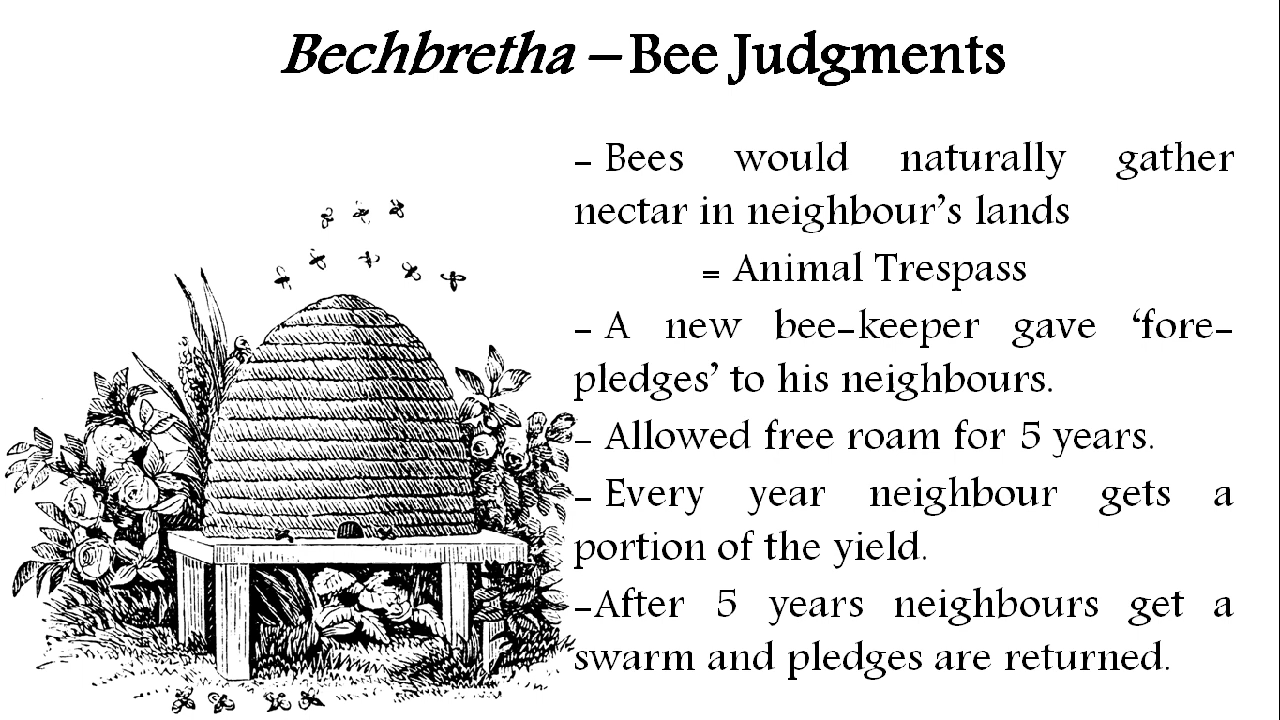 Bechbretha – Bee Judgments
- Bees would naturally gather
nectar in neighbour’s lands
= Animal Trespass
- A new bee-keeper gave ‘fore-
pledges’ to his neighbours.
- Allowed free roam for 5 years.
- Every year neighbour gets a
portion of the yield.
-After 5 years neighbours get a
swarm and pledges are returned.